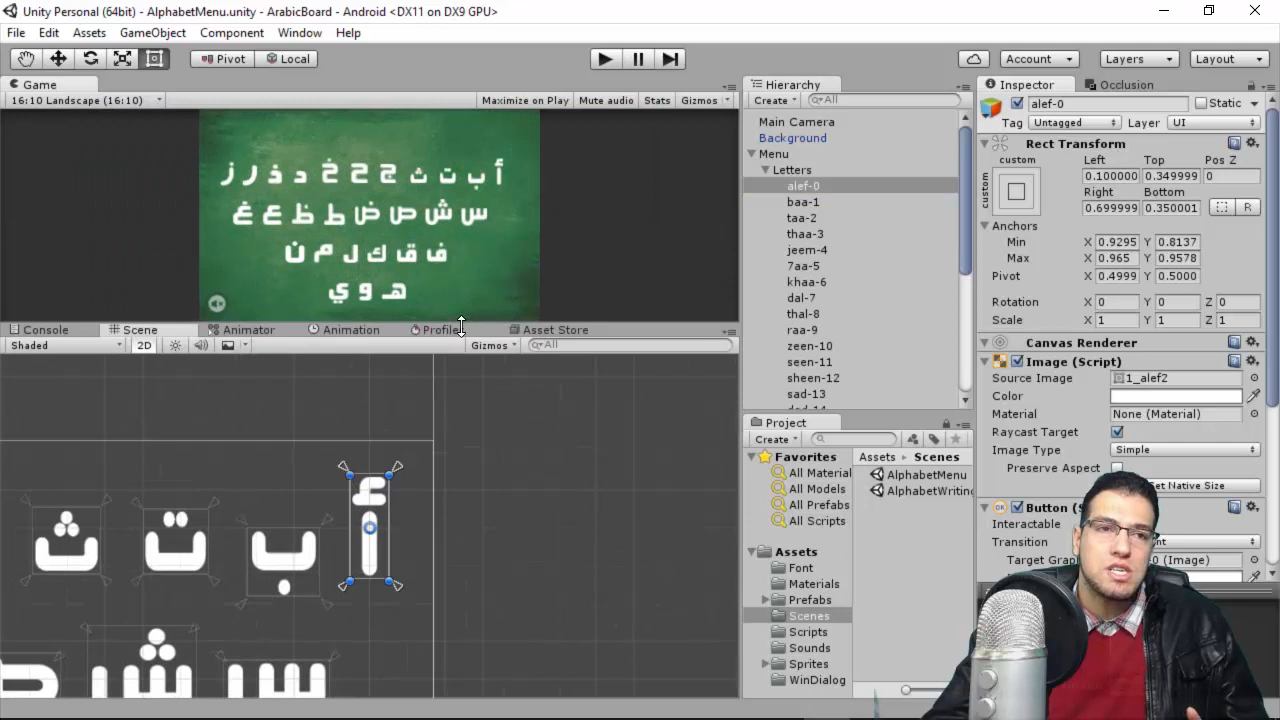 Unity Personal (64bit) - AlphabetMenu.unity - ArabicBoard - Android <DX11 on DX9 GPU>
File Edit Assets GameObject Component Window Help
Pivot Local Account Layers Layout
Game
16:10 Landscape (16:10) Maximize on Play Mute audio Stats Gizmos
أ ب ت ث ج ح خ د ذ ر ز
س ش ص ض ط ظ ع غ
ف ق ك ل م ن
هـ و ي
Console Scene Animator Animation Profile Asset Store
Shaded 2D Gizmos All
أ ب ت ث
س ش
Hierarchy
Create All
Main Camera
Background
Menu
Letters
alef-0
baa-1
taa-2
thaa-3
jeem-4
7aa-5
khaa-6
dal-7
thal-8
raa-9
zeen-10
seen-11
sheen-12
sad-13
Project
Create
Favorites
All Material
All Models
All Prefabs
All Scripts
Assets
Font
Materials
Prefabs
Scenes
Scripts
Sounds
Sprites
WinDialog
Assets Scenes
AlphabetMenu
AlphabetWriting
Inspector Occlusion
alef-0 Static
Tag Untagged Layer UI
Rect Transform
custom Left Top Pos Z
custom 0.100000 0.349999 0
Right Bottom
0.699999 0.350001 R
Anchors
Min X 0.9295 Y 0.8137
Max X 0.965 Y 0.9578
Pivot X 0.4999 Y 0.5000
Rotation X 0 Y 0 Z 0
Scale X 1 Y 1 Z 1
Canvas Renderer
Image (Script)
Source Image 1_alef2
Color
Material None (Material)
Raycast Target
Image Type Simple
Preserve Aspect
Set Native Size
Button
Interactable
Transition
Target (Image)